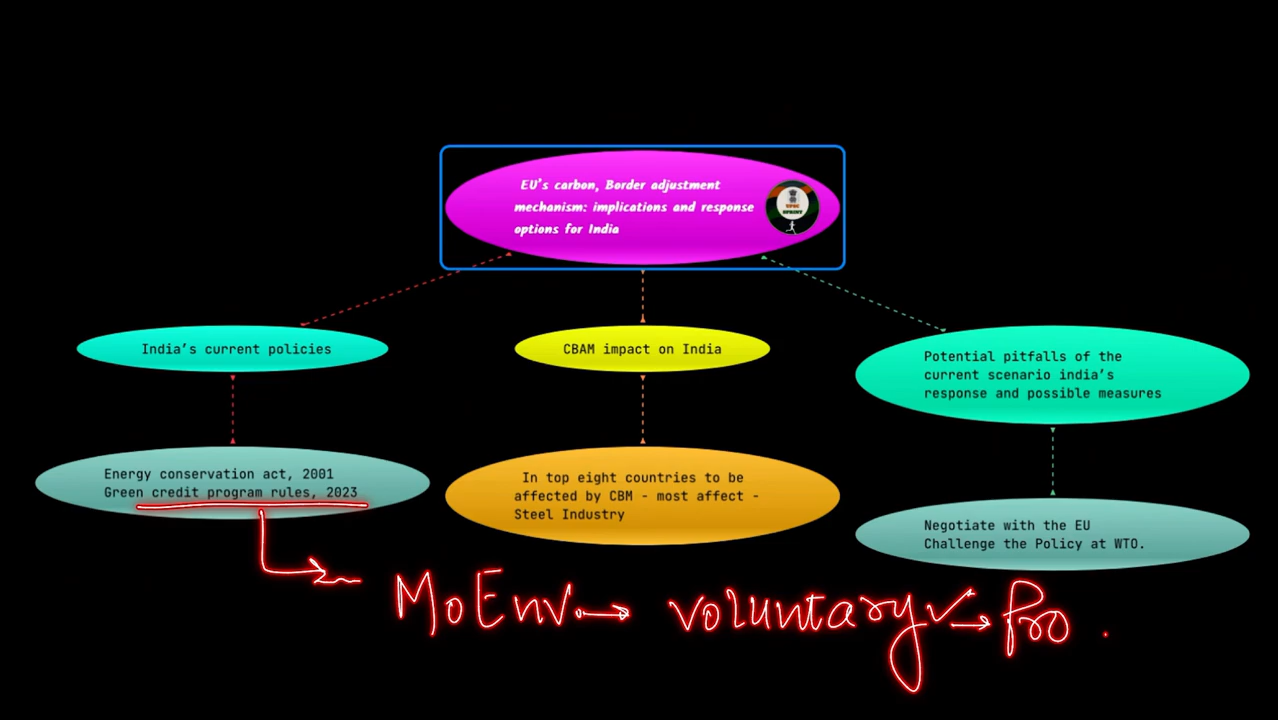 EU's carbon, Border adjustment
mechanism: implications and response
options for India
UPSC
SPRINT
India's current policies
CBAM impact on India
Potential pitfalls of the
current scenario india's
response and possible measures
Energy conservation act, 2001
Green credit program rules, 2023
In top eight countries to be
affected by CBM - most affect -
Steel Industry
Negotiate with the EU
Challenge the Policy at WTO.
MoEnv. → voluntary ✓ → Pro .